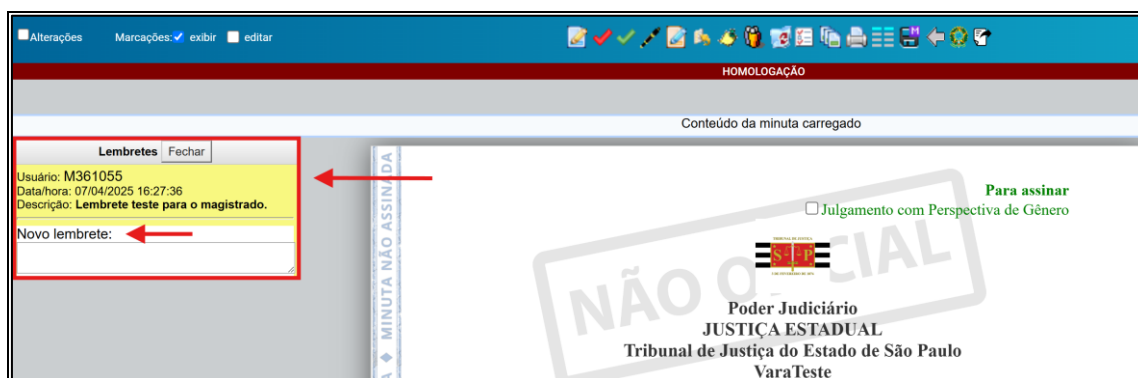 Alterações Marcações: exibir editar
HOMOLOGAÇÃO
Conteúdo da minuta carregado
Lembretes Fechar
Usuário: M361055
Data/hora: 07/04/2025 16:27:36
Descrição: Lembrete teste para o magistrado.
Novo lembrete:
MINUTA NÃO ASSINADA
Para assinar
Julgamento com Perspectiva de Gênero
S P
NÃO O CIAL
Poder Judiciário
JUSTIÇA ESTADUAL
Tribunal de Justiça do Estado de São Paulo
VaraTeste